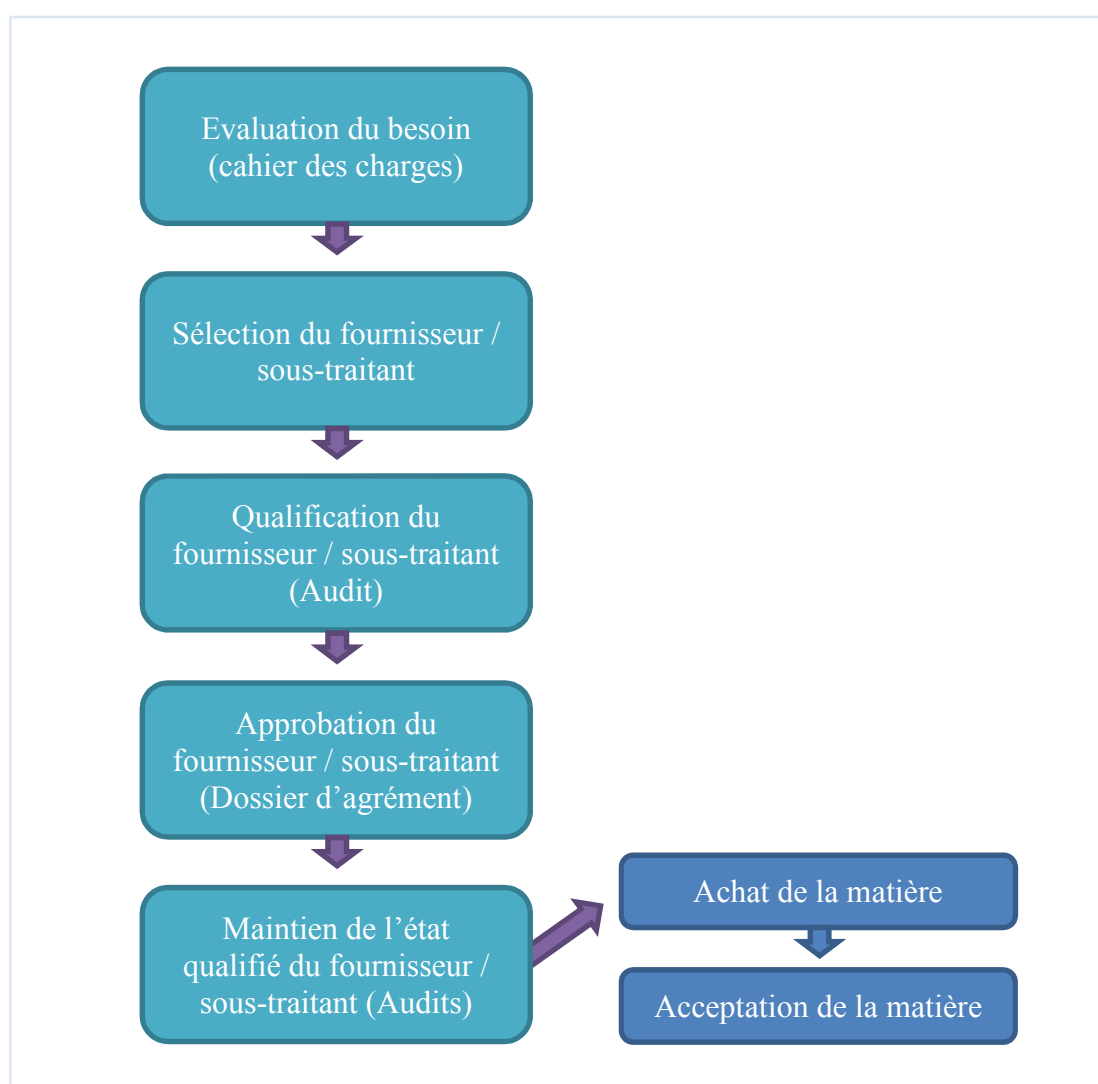 Evaluation du besoin
(cahier des charges)
Sélection du fournisseur /
sous-traitant
Qualification du
fournisseur / sous-traitant
(Audit)
Approbation du
fournisseur / sous-traitant
(Dossier d’agrément)
Maintien de l’état
qualifié du fournisseur /
sous-traitant (Audits)
Achat de la matière
Acceptation de la matière